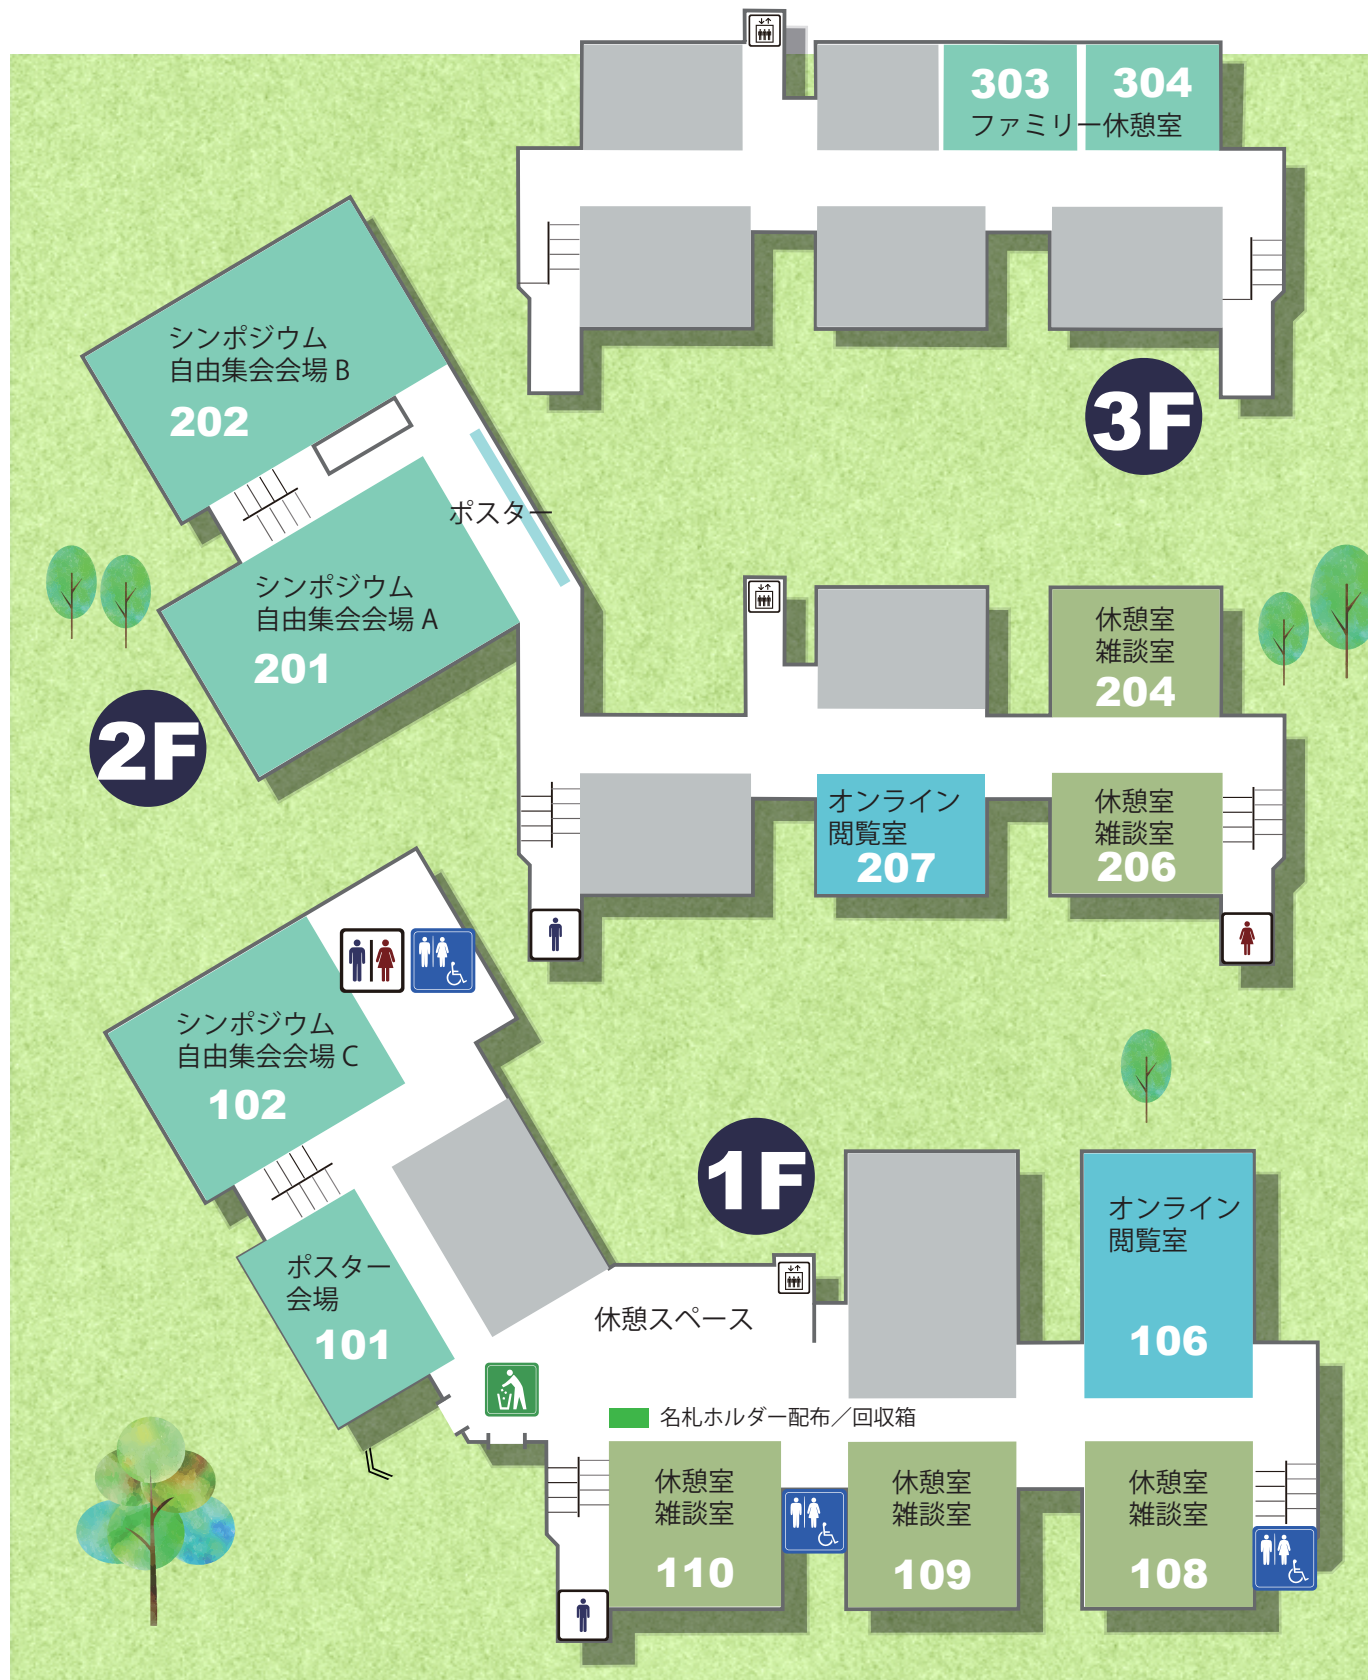 303
304
ファミリー休憩室
3F
シンポジウム
自由集会会場 B
202
ポスター
シンポジウム
自由集会会場 A
201
2F
休憩室
雑談室
204
オンライン
閲覧室
207
休憩室
雑談室
206
シンポジウム
自由集会会場 C
102
1F
オンライン
閲覧室
106
ポスター
会場
101
休憩スペース
名札ホルダー配布／回収箱
休憩室
雑談室
110
休憩室
雑談室
109
休憩室
雑談室
108